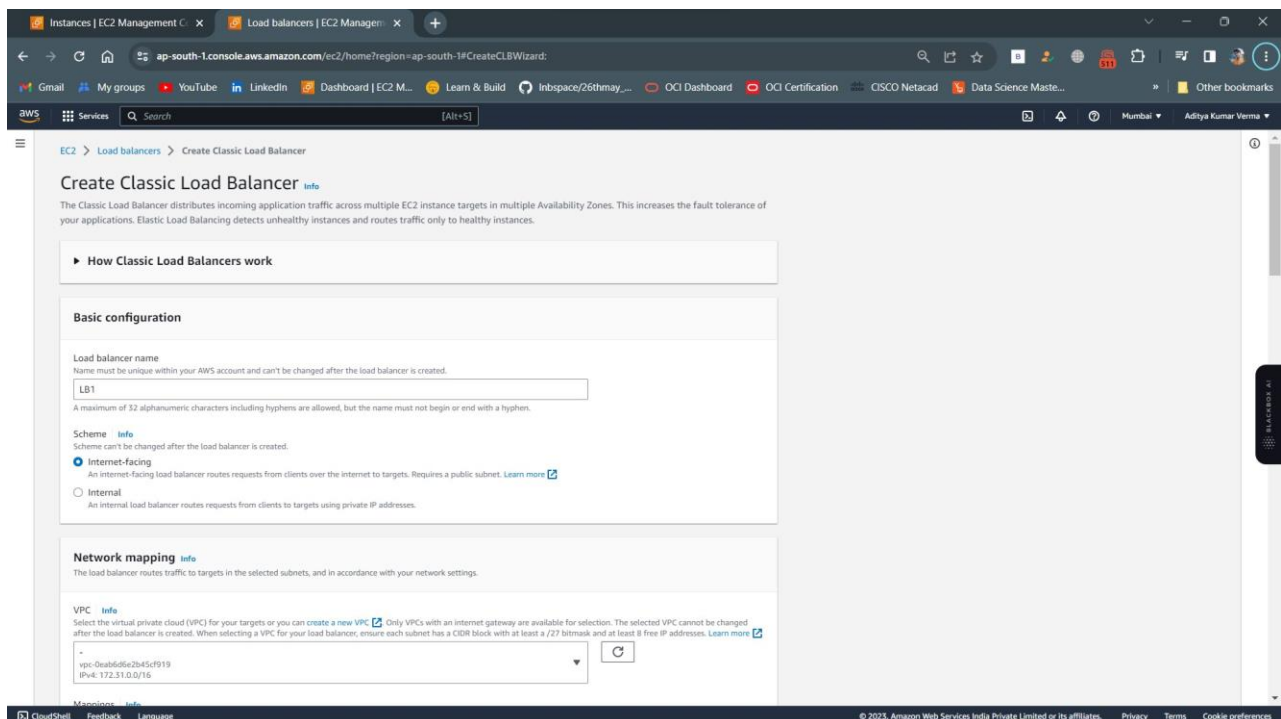 Instances | EC2 Management C
Load balancers | EC2 Managem
ap-south-1.console.aws.amazon.com/ec2/home?region=ap-south-1#CreateCLBWizard:
511
Gmail My groups YouTube LinkedIn Dashboard | EC2 M... Learn & Build Inbspace/26thmay_... OCI Dashboard OCI Certification CISCO Netacad Data Science Maste... » Other bookmarks
aws Services Search [Alt+S] Mumbai Aditya Kumar Verma
EC2 > Load balancers > Create Classic Load Balancer
Create Classic Load Balancer Info
The Classic Load Balancer distributes incoming application traffic across multiple EC2 instance targets in multiple Availability Zones. This increases the fault tolerance of
your applications. Elastic Load Balancing detects unhealthy instances and routes traffic only to healthy instances.
How Classic Load Balancers work
Basic configuration
Load balancer name
Name must be unique within your AWS account and can't be changed after the load balancer is created.
LB1
A maximum of 32 alphanumeric characters including hyphens are allowed, but the name must not begin or end with a hyphen.
Scheme Info
Scheme can't be changed after the load balancer is created.
Internet-facing
An internet-facing load balancer routes requests from clients over the internet to targets. Requires a public subnet. Learn more
Internal
An internal load balancer routes requests from clients to targets using private IP addresses.
BLACKBOX AI
Network mapping Info
The load balancer routes traffic to targets in the selected subnets, and in accordance with your network settings.
VPC Info
Select the virtual private cloud (VPC) for your targets or you can create a new VPC. Only VPCs with an internet gateway are available for selection. The selected VPC cannot be changed
after the load balancer is created. When selecting a VPC for your load balancer, ensure each subnet has a CIDR block with at least a /27 bitmask and at least 8 free IP addresses. Learn more
-
vpc-0eab6d6e2b45cf919
IPv4: 172.31.0.0/16
Mappings Info
CloudShell Feedback Language © 2023, Amazon Web Services India Private Limited or its affiliates. Privacy Terms Cookie preferences